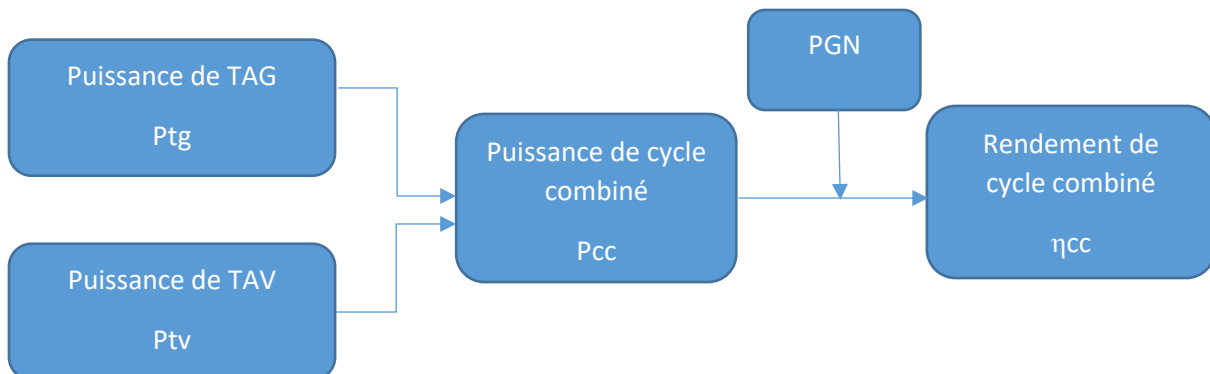 Puissance de TAG
Ptg
Puissance de TAV
Ptv
Puissance de cycle
combiné
Pcc
PGN
Rendement de
cycle combiné
ηcc